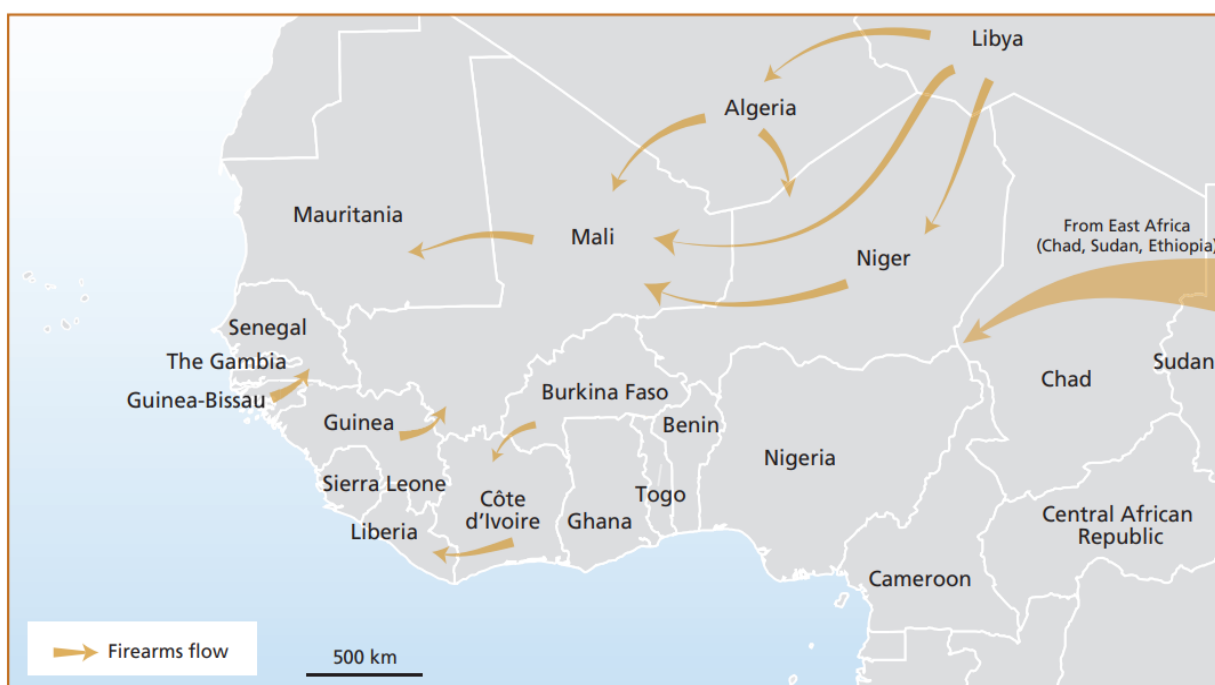 Libya
Algeria
Mauritania
Mali
Niger
From East Africa
(Chad, Sudan, Ethiopia)
Senegal
The Gambia
Guinea-Bissau
Guinea
Burkina Faso
Benin
Chad
Sudan
Nigeria
Sierra Leone
Côte
d’Ivoire
Ghana
Togo
Liberia
Central African
Republic
Cameroon
Firearms flow
500 km